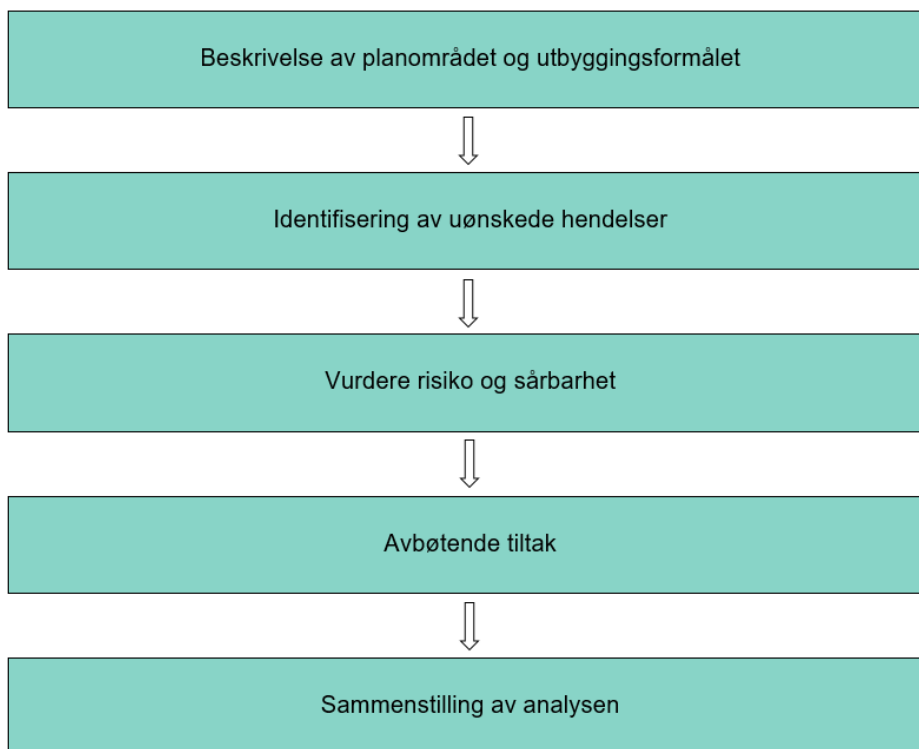 Beskrivelse av planområdet og utbyggingsformålet
Identifisering av uønskede hendelser
Vurdere risiko og sårbarhet
Avbøtende tiltak
Sammenstilling av analysen